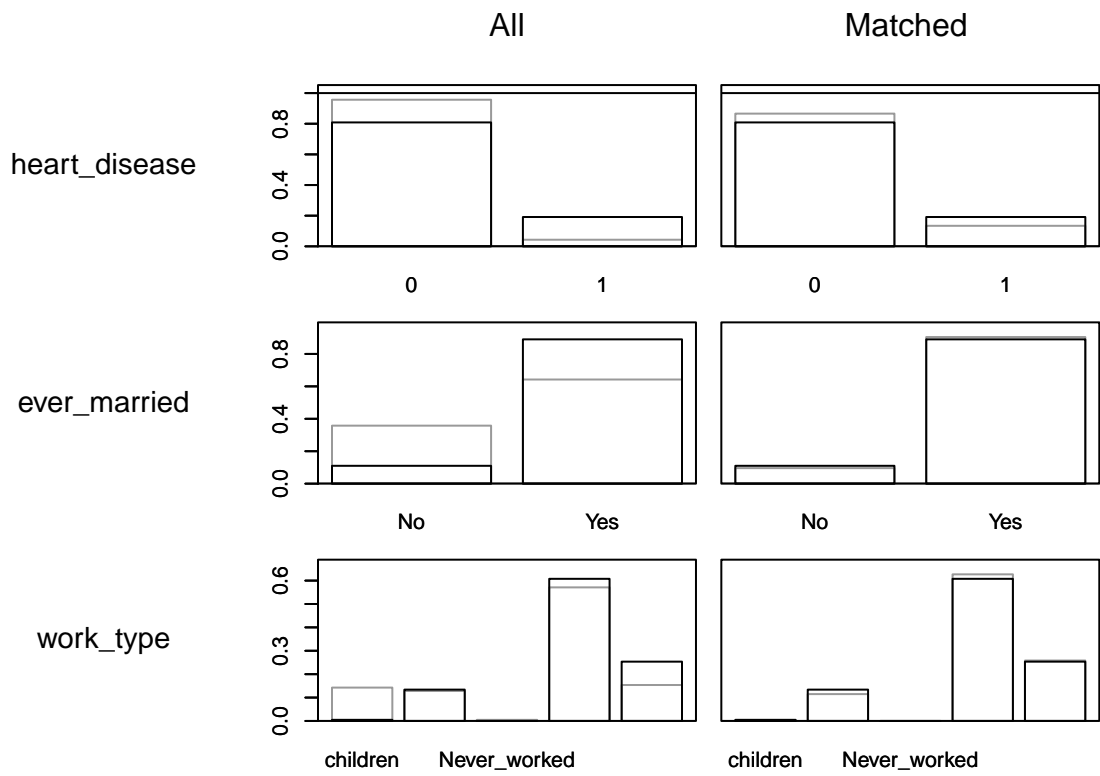 All Matched
heart_disease
0.0 0.4 0.8
0 1 0 1
ever_married
0.0 0.4 0.8
No Yes No Yes
work_type
0.0 0.3 0.6
children Never_worked children Never_worked